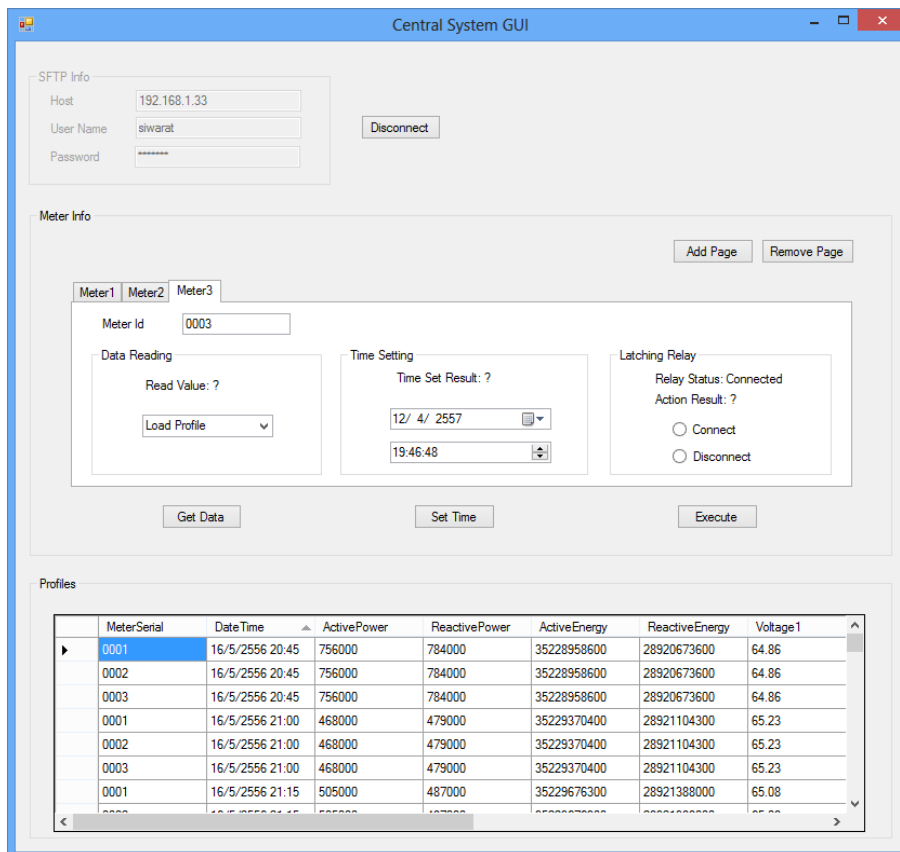 Central System GUI
SFTP Info
Host 192.168.1.33
User Name siwarat
Disconnect
Password *******
Meter Info
Add Page Remove Page
Meter1 Meter2 Meter3
Meter Id 0003
Data Reading Time Setting Latching Relay
Read Value: ? Time Set Result: ? Relay Status: Connected
Action Result: ?
Load Profile 12/ 4/ 2557 Connect
19:46:48 Disconnect
Get Data Set Time Execute
Profiles
MeterSerial DateTime ActivePower ReactivePower ActiveEnergy ReactiveEnergy Voltage1
0001 16/5/2556 20:45 756000 784000 35228958600 28920673600 64.86
0002 16/5/2556 20:45 756000 784000 35228958600 28920673600 64.86
0003 16/5/2556 20:45 756000 784000 35228958600 28920673600 64.86
0001 16/5/2556 21:00 468000 479000 35229370400 28921104300 65.23
0002 16/5/2556 21:00 468000 479000 35229370400 28921104300 65.23
0003 16/5/2556 21:00 468000 479000 35229370400 28921104300 65.23
0001 16/5/2556 21:15 505000 487000 35229676300 28921388000 65.08